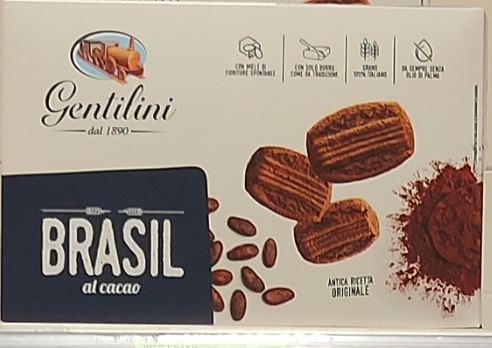 Gentilini
dal 1890
CON MIELE DI
FIORITURE SPONTANEE
CON SOLO BURRO
COME DA TRADIZIONE
GRANO
100% ITALIANO
DA SEMPRE SENZA
OLIO DI PALMA
BRASIL
al cacao
ANTICA RICETTA
ORIGINALE